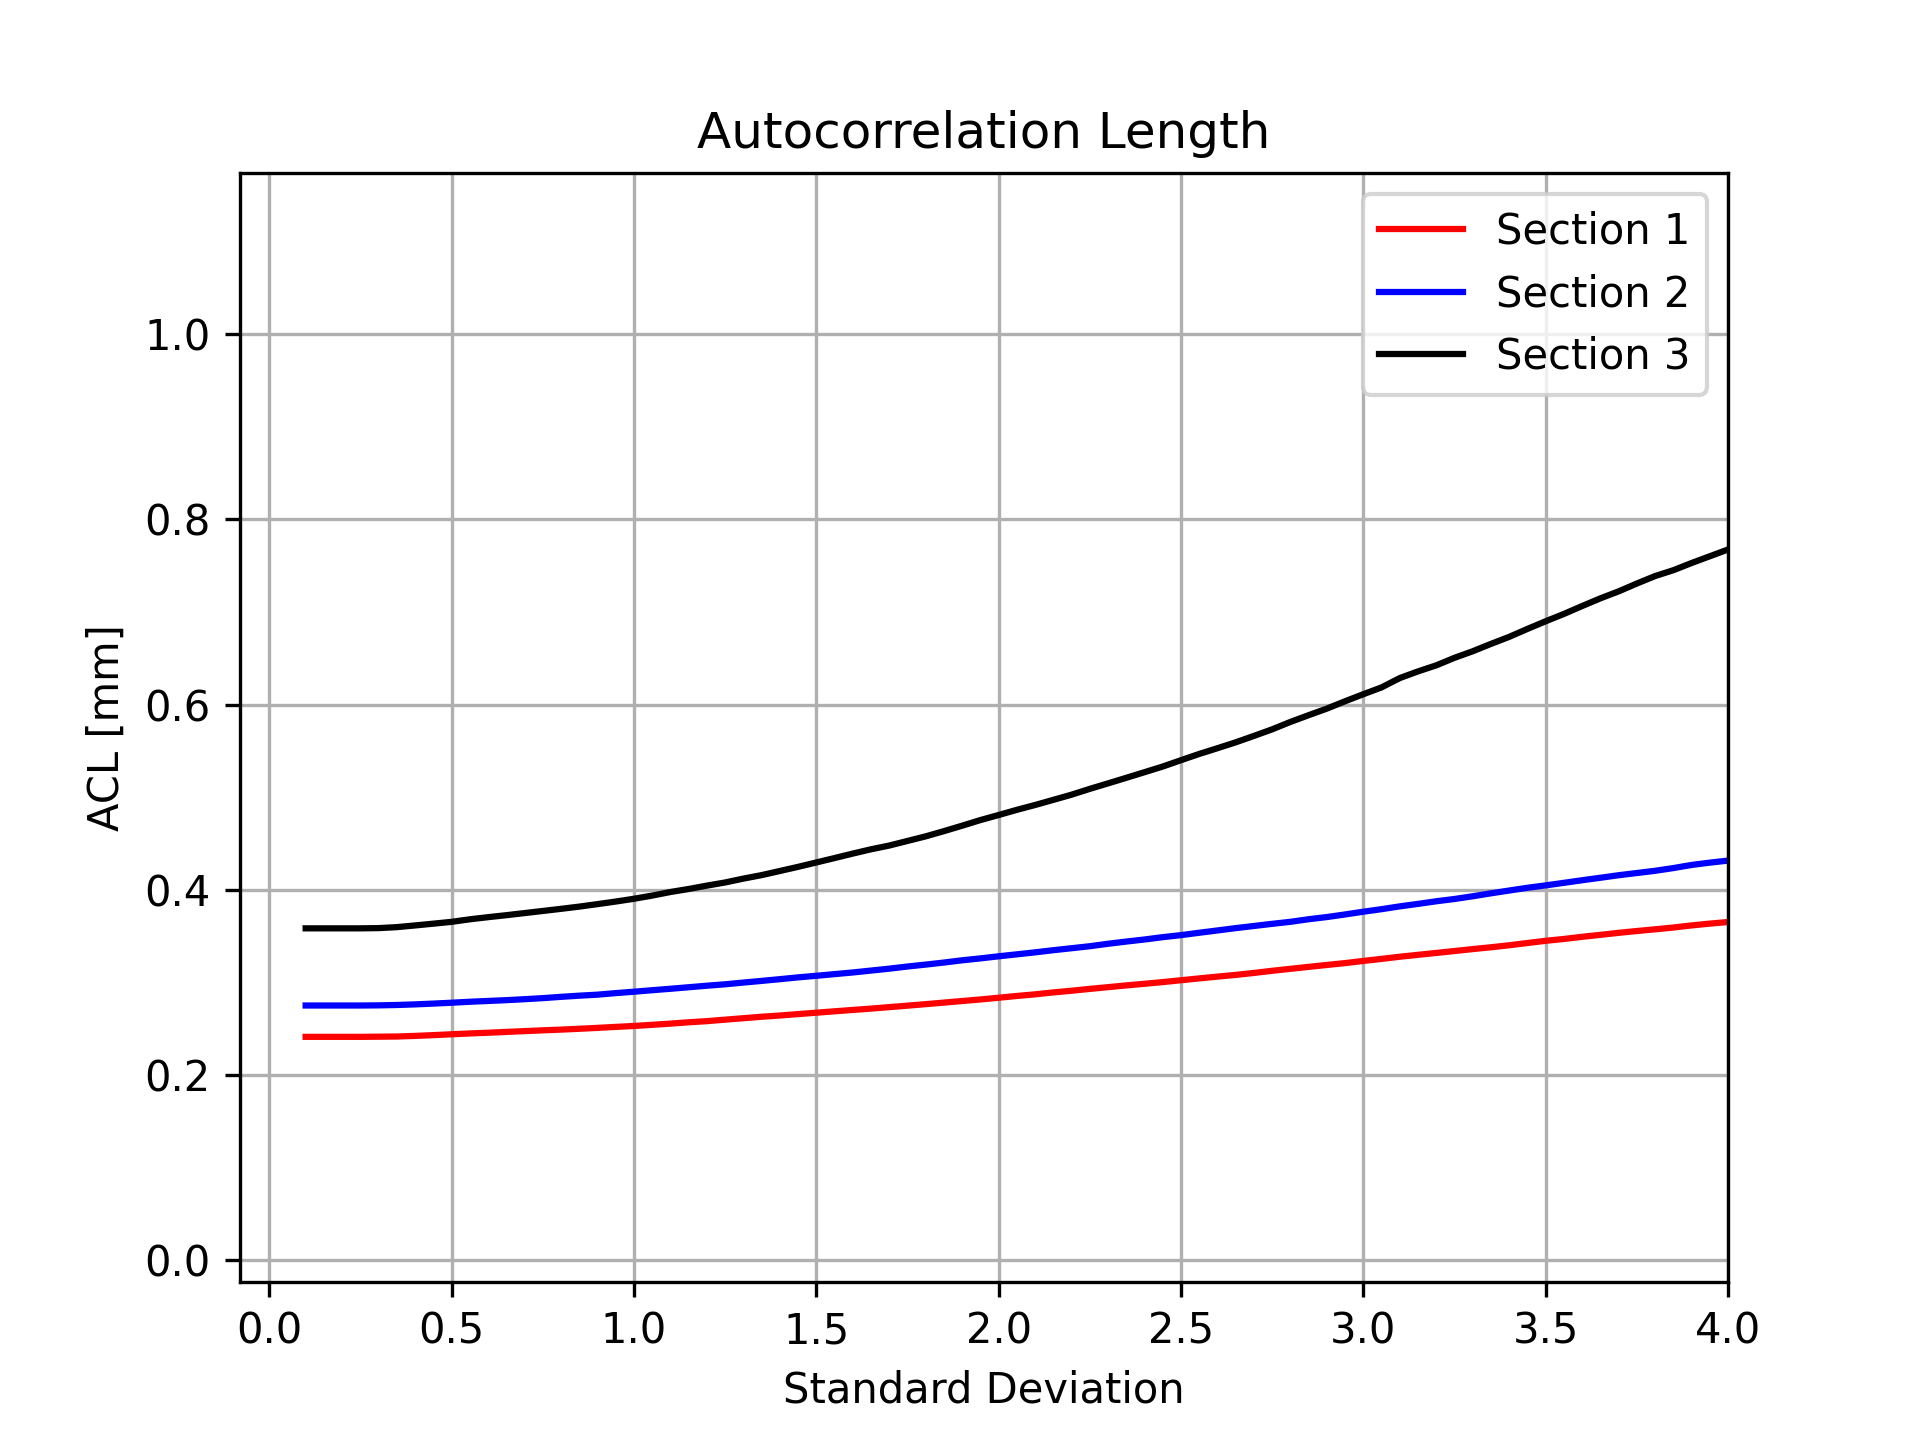 Autocorrelation Length
Section 1
Section 2
Section 3
1.0
0.8
0.6
0.4
0.2
0.0
ACL [mm]
0.0 0.5 1.0 1.5 2.0 2.5 3.0 3.5 4.0
Standard Deviation